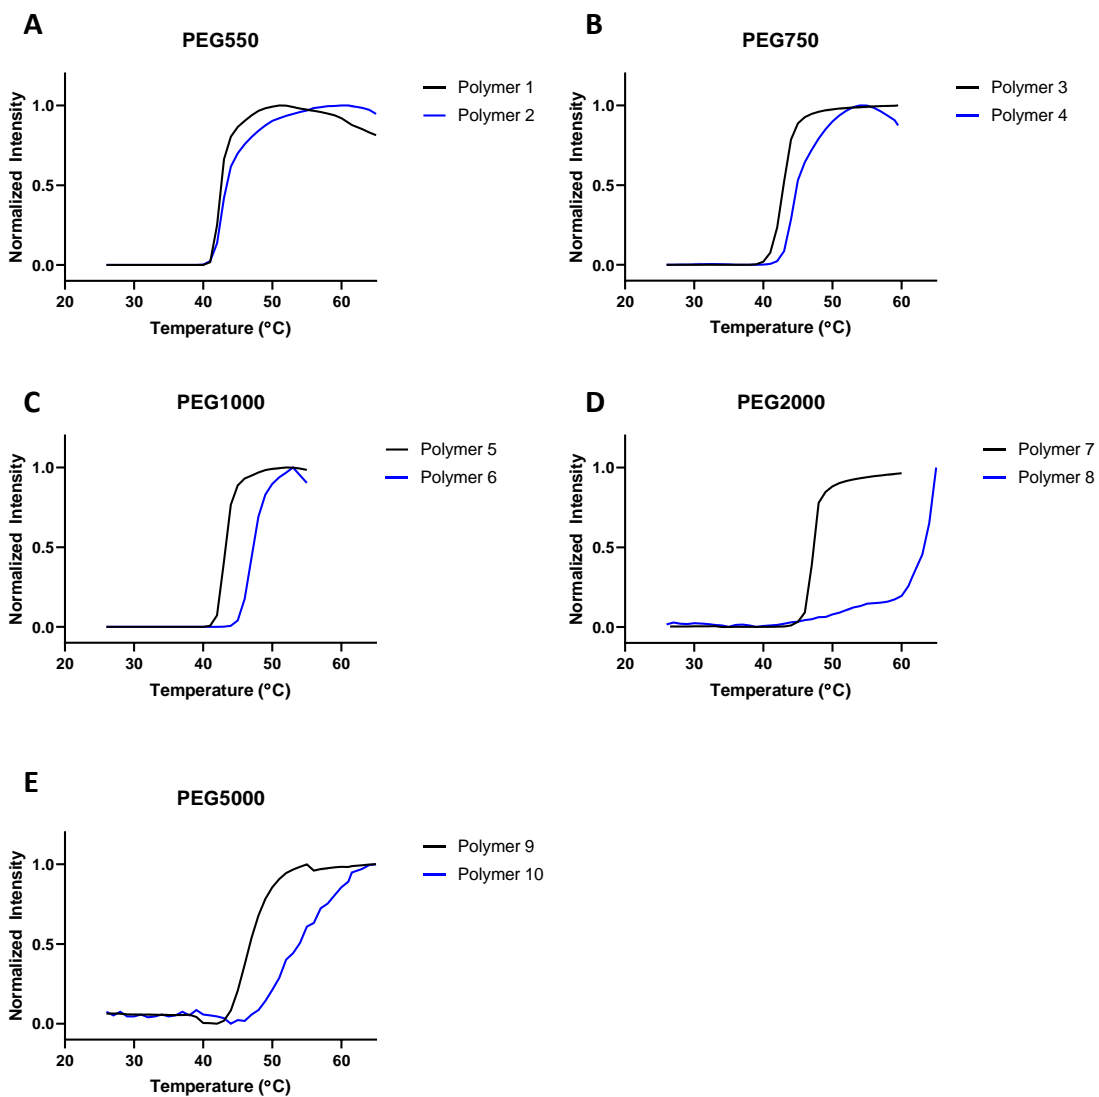 A
PEG550
Polymer 1
Polymer 2
Normalized Intensity
1.0
0.5
0.0
20 30 40 50 60
Temperature (°C)
B
PEG750
Polymer 3
Polymer 4
Normalized Intensity
1.0
0.5
0.0
20 30 40 50 60
Temperature (°C)
C
PEG1000
Polymer 5
Polymer 6
Normalized Intensity
1.0
0.5
0.0
20 30 40 50 60
Temperature (°C)
D
PEG2000
Polymer 7
Polymer 8
Normalized Intensity
1.0
0.5
0.0
20 30 40 50 60
Temperature (°C)
E
PEG5000
Polymer 9
Polymer 10
Normalized Intensity
1.0
0.5
0.0
20 30 40 50 60
Temperature (°C)